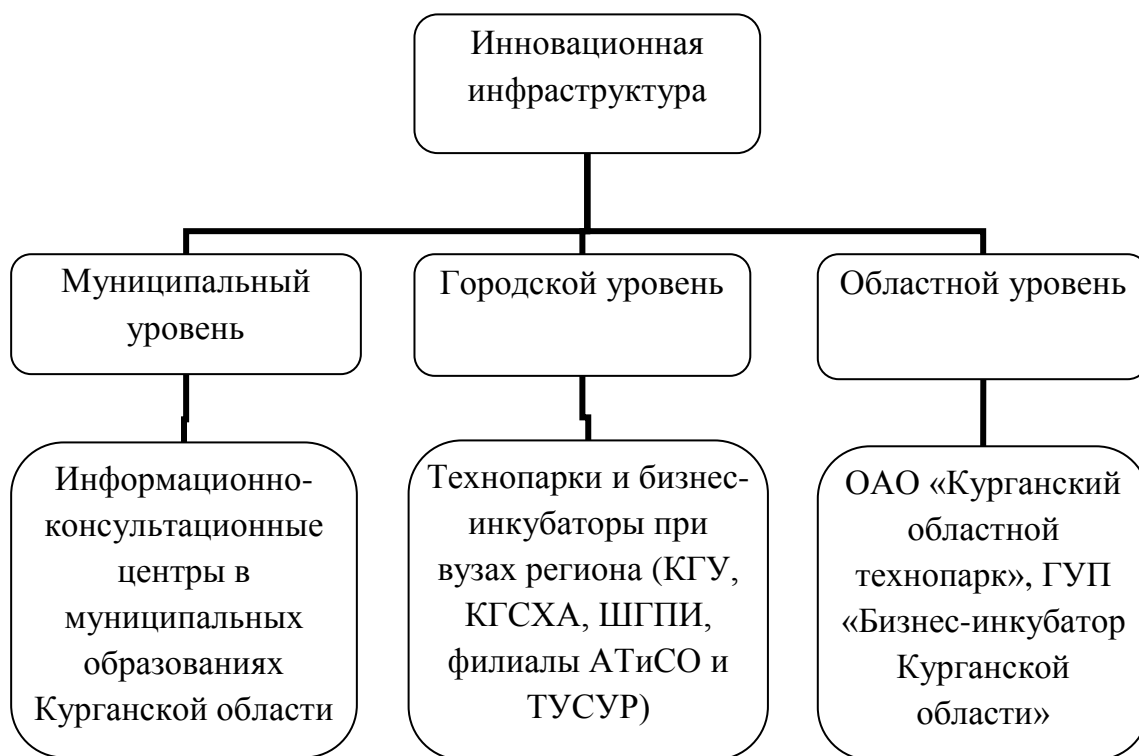 Инновационная
инфраструктура
Муниципальный
уровень
Городской уровень
Областной уровень
Информационно-
консультационные
центры в
муниципальных
образованиях
Курганской области
Технопарки и бизнес-
инкубаторы при
вузах региона (КГУ,
КГСХА, ШГПИ,
филиалы АТиСО и
ТУСУР)
ОАО «Курганский
областной
технопарк», ГУП
«Бизнес-инкубатор
Курганской
области»